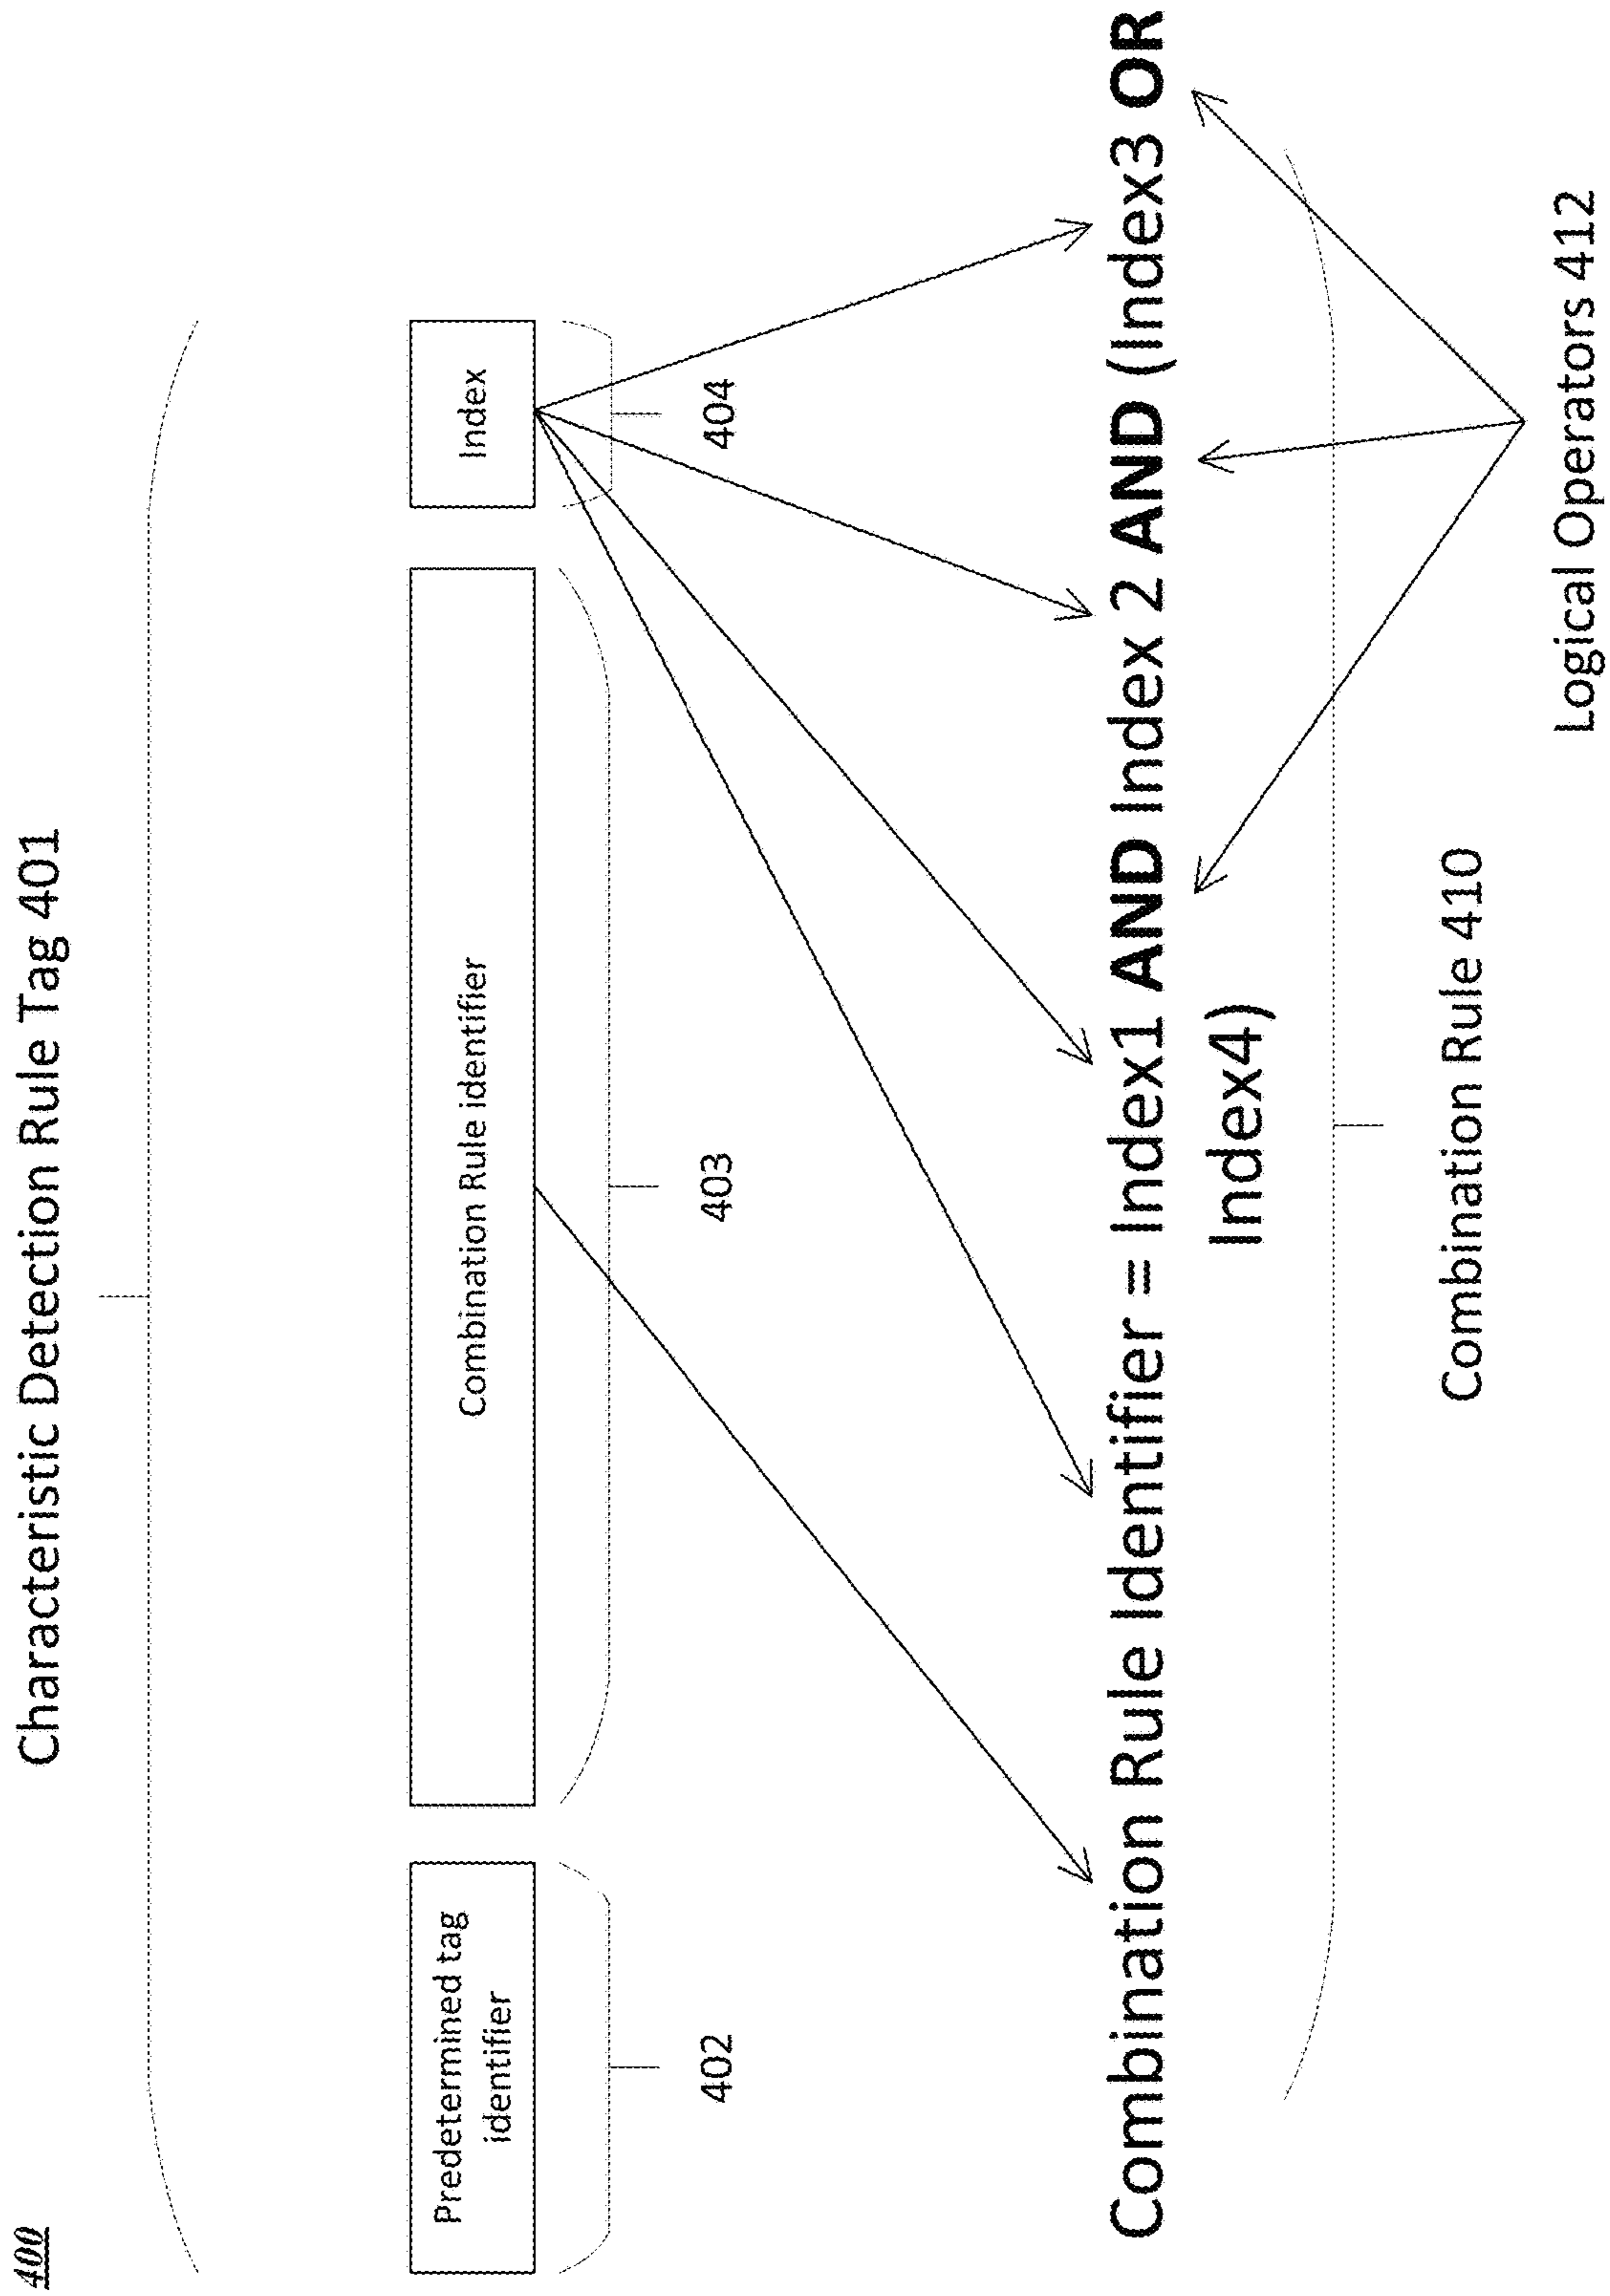 400
Characteristic Detection Rule Tag 401
Predetermined tag
identifier
Combination Rule identifier
Index
402
403
404
Combination Rule Identifier = Index1 AND Index 2 AND (Index3 OR
Index4)
Combination Rule 410
Logical Operators 412